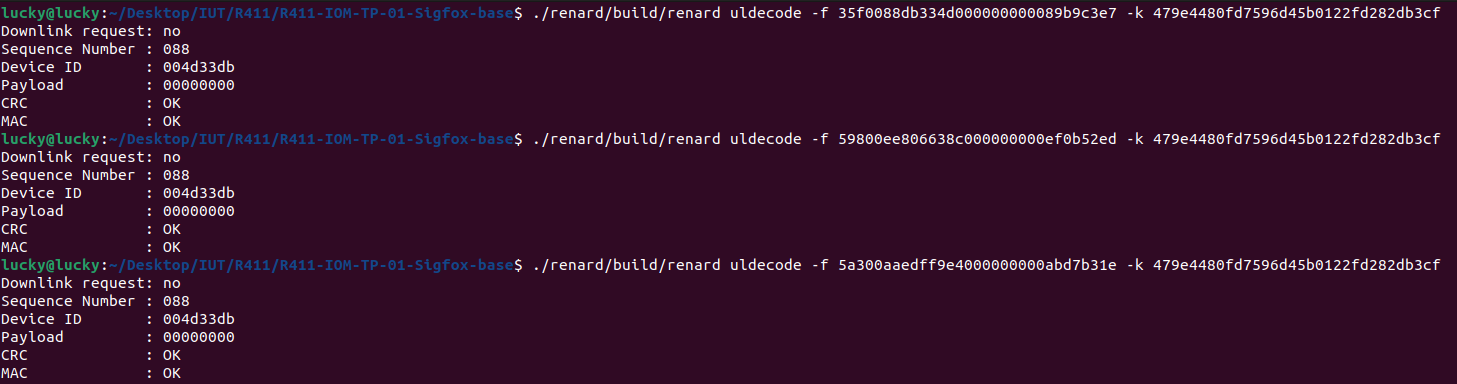 lucky@lucky:~/Desktop/IUT/R411/R411-IOM-TP-01-Sigfox-base$ ./renard/build/renard uldecode -f 35f0088db334d000000000089b9c3e7 -k 479e4480fd7596d45b0122fd282db3cf
Downlink request: no
Sequence Number : 088
Device ID       : 004d33db
Payload         : 00000000
CRC             : OK
MAC             : OK
lucky@lucky:~/Desktop/IUT/R411/R411-IOM-TP-01-Sigfox-base$ ./renard/build/renard uldecode -f 59800ee806638c000000000ef0b52ed -k 479e4480fd7596d45b0122fd282db3cf
Downlink request: no
Sequence Number : 088
Device ID       : 004d33db
Payload         : 00000000
CRC             : OK
MAC             : OK
lucky@lucky:~/Desktop/IUT/R411/R411-IOM-TP-01-Sigfox-base$ ./renard/build/renard uldecode -f 5a300aaedff9e4000000000abd7b31e -k 479e4480fd7596d45b0122fd282db3cf
Downlink request: no
Sequence Number : 088
Device ID       : 004d33db
Payload         : 00000000
CRC             : OK
MAC             : OK